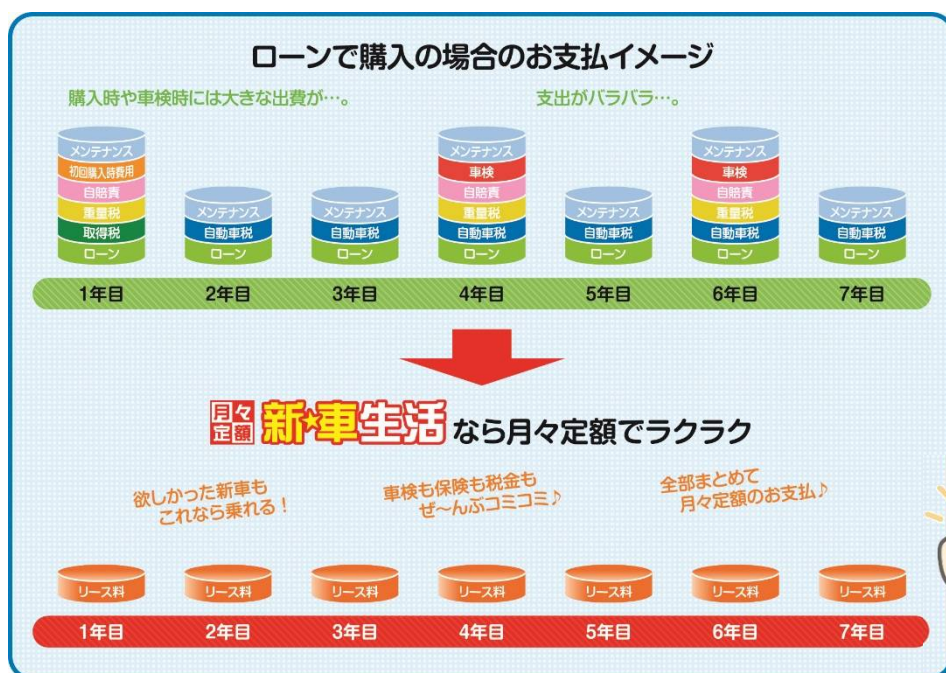 ローンで購入の場合のお支払イメージ
購入時や車検時には大きな出費が…。
支出がバラバラ…。
メンテナンス
初回購入時費用
自賠責
重量税
取得税
ローン
メンテナンス
自動車税
ローン
メンテナンス
自動車税
ローン
メンテナンス
車検
自賠責
重量税
自動車税
ローン
メンテナンス
自動車税
ローン
メンテナンス
車検
自賠責
重量税
自動車税
ローン
メンテナンス
自動車税
ローン
1年目 2年目 3年目 4年目 5年目 6年目 7年目
月々定額 新★車生活 なら月々定額でラクラク
欲しかった新車も
これなら乗れる!
車検も保険も税金も
ぜ〜んぶコミコミ♪
全部まとめて
月々定額のお支払♪
リース料 リース料 リース料 リース料 リース料 リース料 リース料
1年目 2年目 3年目 4年目 5年目 6年目 7年目